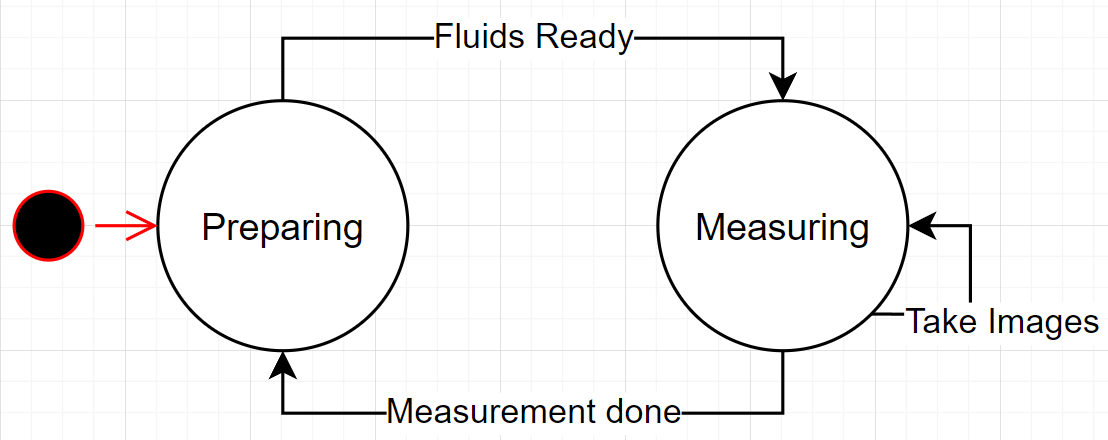 Fluids Ready
Preparing
Measuring
Take Images
Measurement done